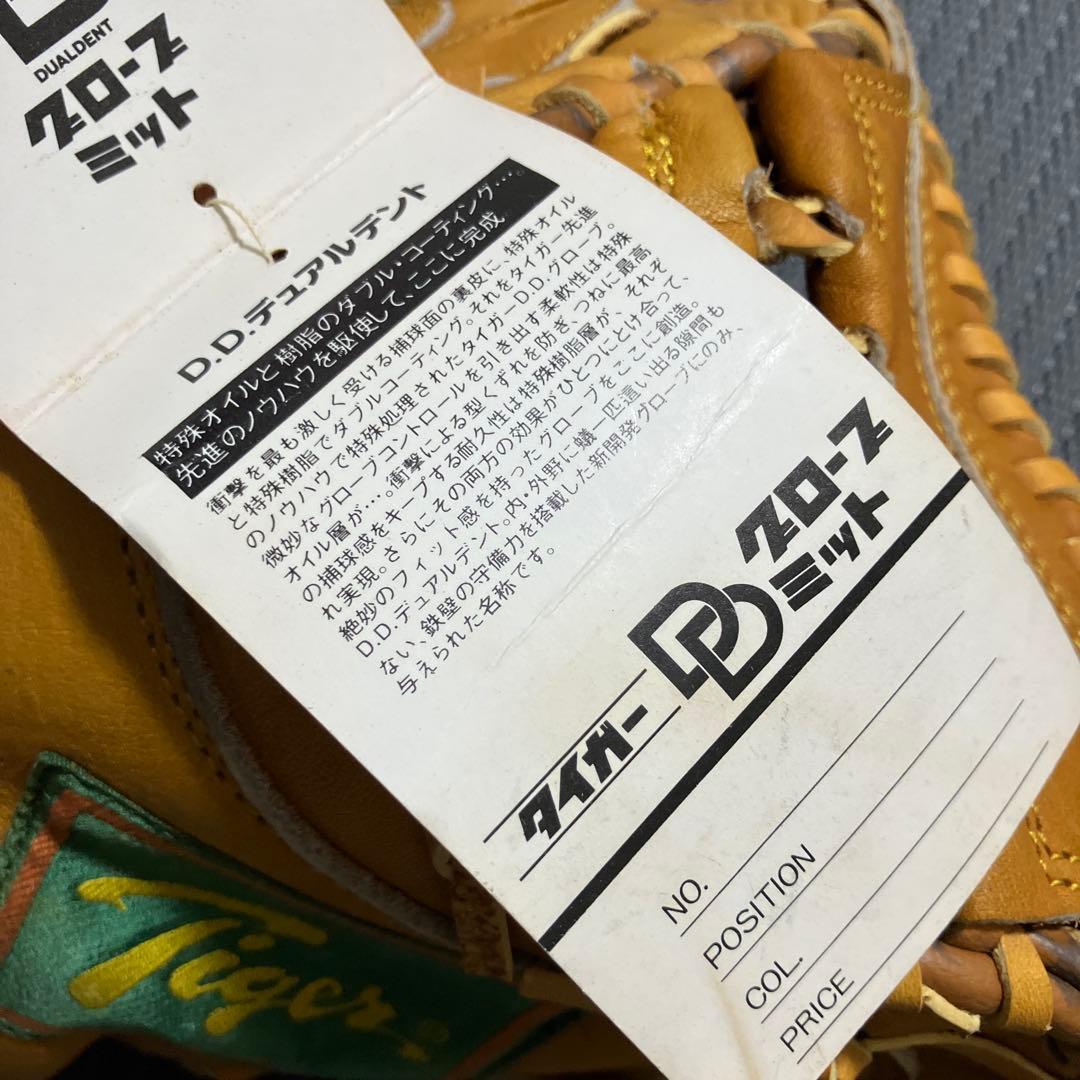 DUALDENT
グローブ
ミット
D.D.デュアルデント
特殊オイルと樹脂のダブル・コーティング…。
先進のノウハウを駆使して、ここに完成
衝撃を最も激しく受ける捕球面の裏皮に、特殊オイル
と特殊樹脂でダブルコーティング。それをタイガー先進
のノウハウで特殊処理されたタイガーD.D.グローブ。
微妙なグローブコントロールを引き出す柔軟性は特殊
オイル層が…。衝撃による型くずれを防ぎつねに最高
の捕球感をキープする耐久性は特殊樹脂層が、それぞ
れ実現。さらにその両方の効果がひとつにとけ合って、
絶妙のフィット感を持ったグローブをここに創造。
D.D.デュアルデント。内・外野に蟻一匹這い出る隙間も
ない、鉄壁の守備力を搭載した新開発グローブにのみ、
与えられた名称です。
タイガー
DD
グローブ
ミット
NO.
POSITION
COL.
PRICE
Tiger